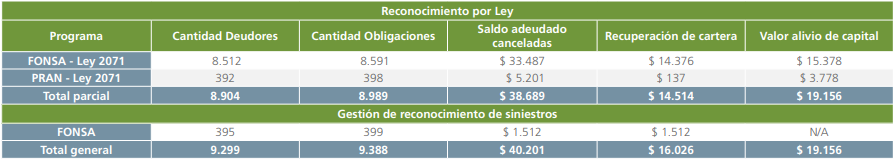 Reconocimiento por Ley
Programa Cantidad Deudores Cantidad Obligaciones Saldo adeudado canceladas Recuperación de cartera Valor alivio de capital
FONSA - Ley 2071 8.512 8.591 $ 33.487 $ 14.376 $ 15.378
PRAN - Ley 2071 392 398 $ 5.201 $ 137 $ 3.778
Total parcial 8.904 8.989 $ 38.689 $ 14.514 $ 19.156
Gestión de reconocimiento de siniestros
FONSA 395 399 $ 1.512 $ 1.512 N/A
Total general 9.299 9.388 $ 40.201 $ 16.026 $ 19.156